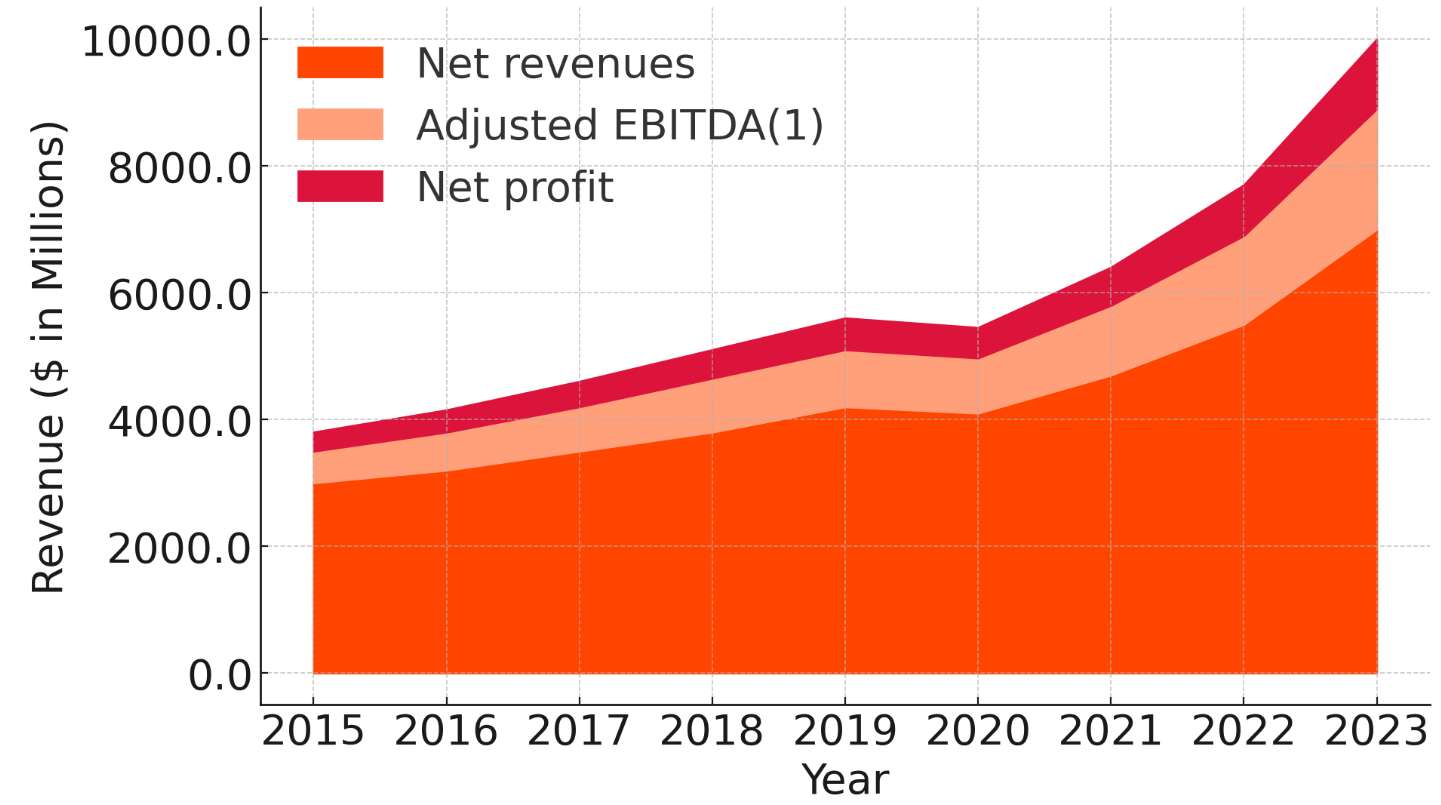 Revenue ($ in Millions)
10000.0
8000.0
6000.0
4000.0
2000.0
0.0
Net revenues
Adjusted EBITDA(1)
Net profit
2015 2016 2017 2018 2019 2020 2021 2022 2023
Year